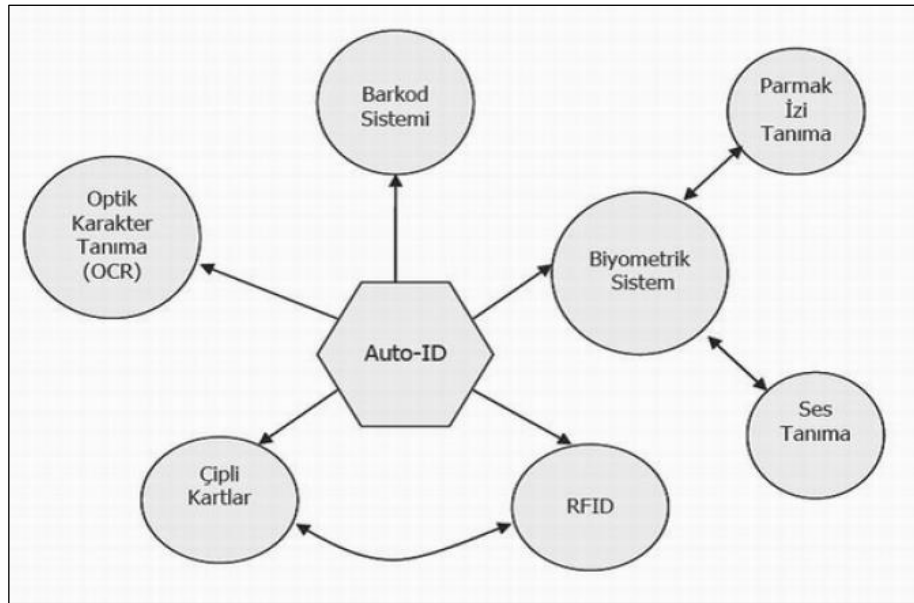 Barkod
Sistemi
Parmak
İzi
Tanıma
Optik
Karakter
Tanıma
(OCR)
Biyometrik
Sistem
Auto-ID
Ses
Tanıma
Çipli
Kartlar
RFID